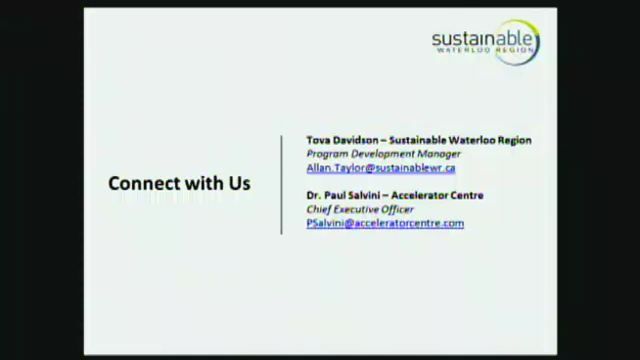 sustainable
WATERLOO REGION
Tova Davidson – Sustainable Waterloo Region
Program Development Manager
Allan.Taylor@sustainablewr.ca
Connect with Us
Dr. Paul Salvini – Accelerator Centre
Chief Executive Officer
PSalvini@acceleratorcentre.com